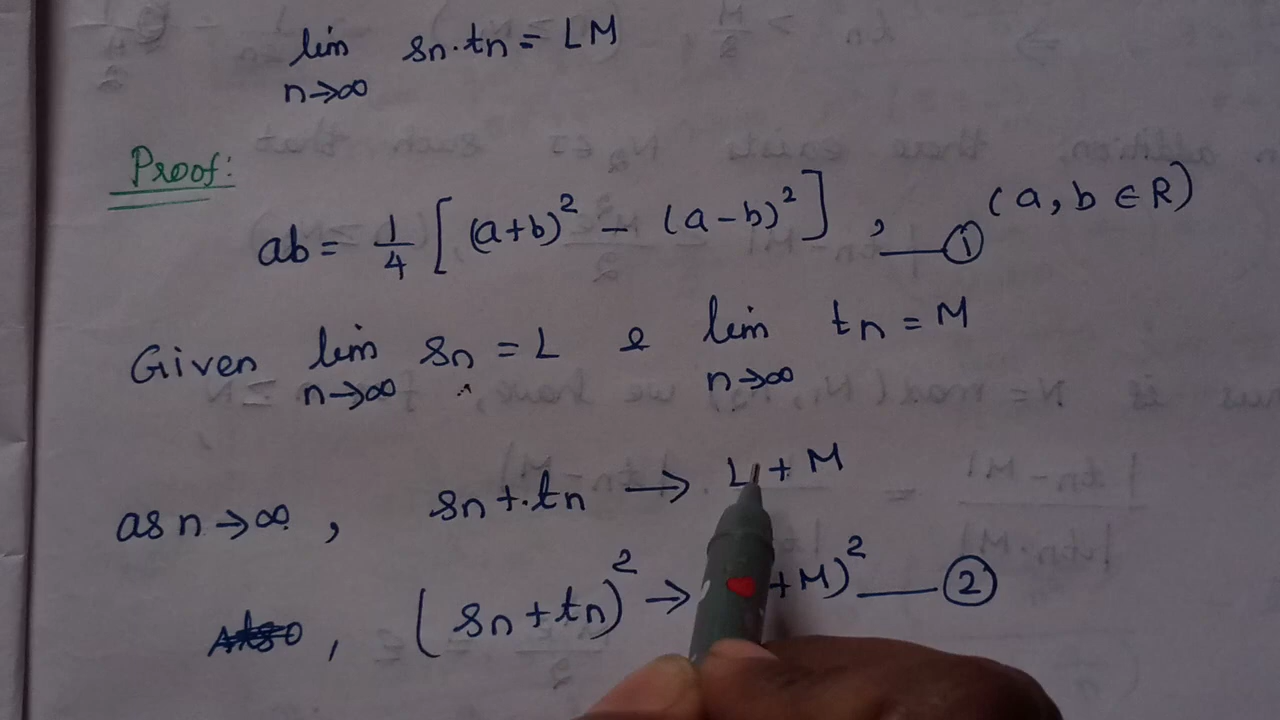 lim sn.tn = LM
n→∞
Proof:
ab = 1/4 [(a+b)² - (a-b)²], —① (a, b ∈ R)
Given lim sn = L & lim tn = M
n→∞ n→∞
as n→∞, sn+tn → L+M
, (sn+tn)² → +M)² —②